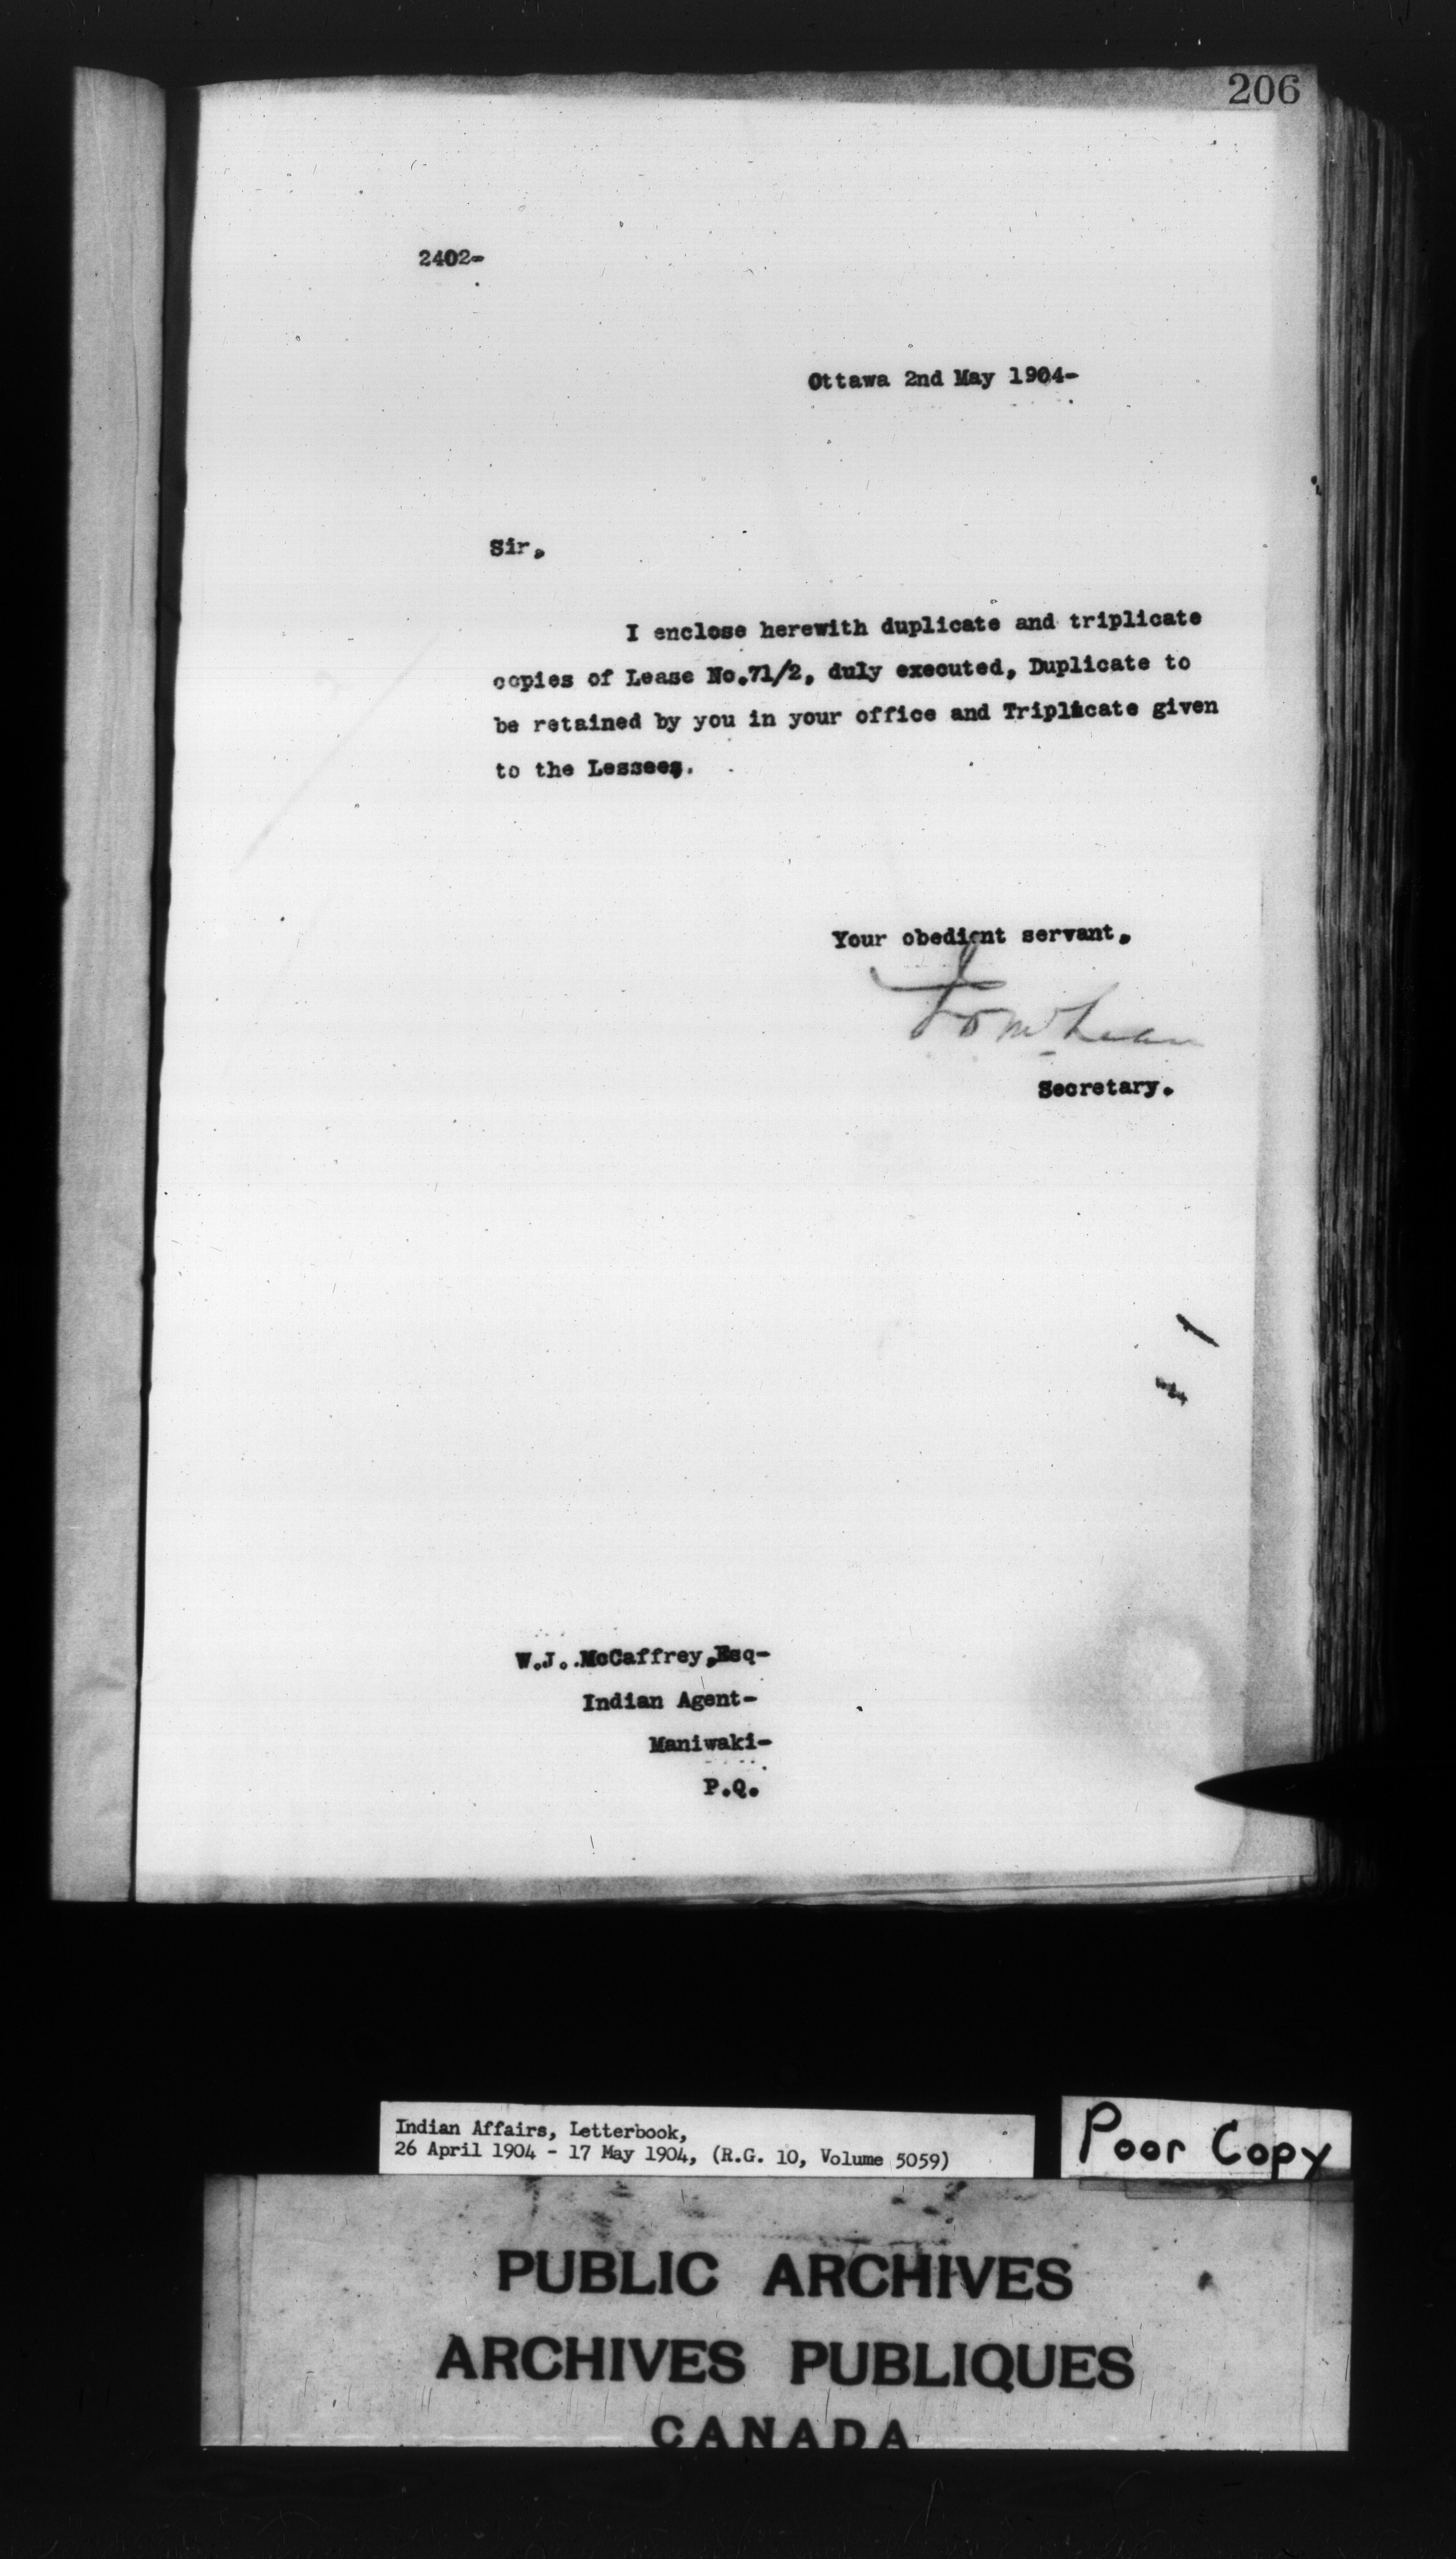 206
2402-
Ottawa 2nd May 1904-
Sir,
I enclose herewith duplicate and triplicate
copies of Lease No.71/2, duly executed, Duplicate to
be retained by you in your office and Triplicate given
to the Lessees.
Your obedient servant,
McLean
Secretary.
W.J..McCaffrey,Esq-
Indian Agent-
Maniwaki-
P.Q.
Indian Affairs, Letterbook,
26 April 1904 - 17 May 1904, (R.G. 10, Volume 5059)
Poor Copy
PUBLIC ARCHIVES
ARCHIVES PUBLIQUES
CANADA